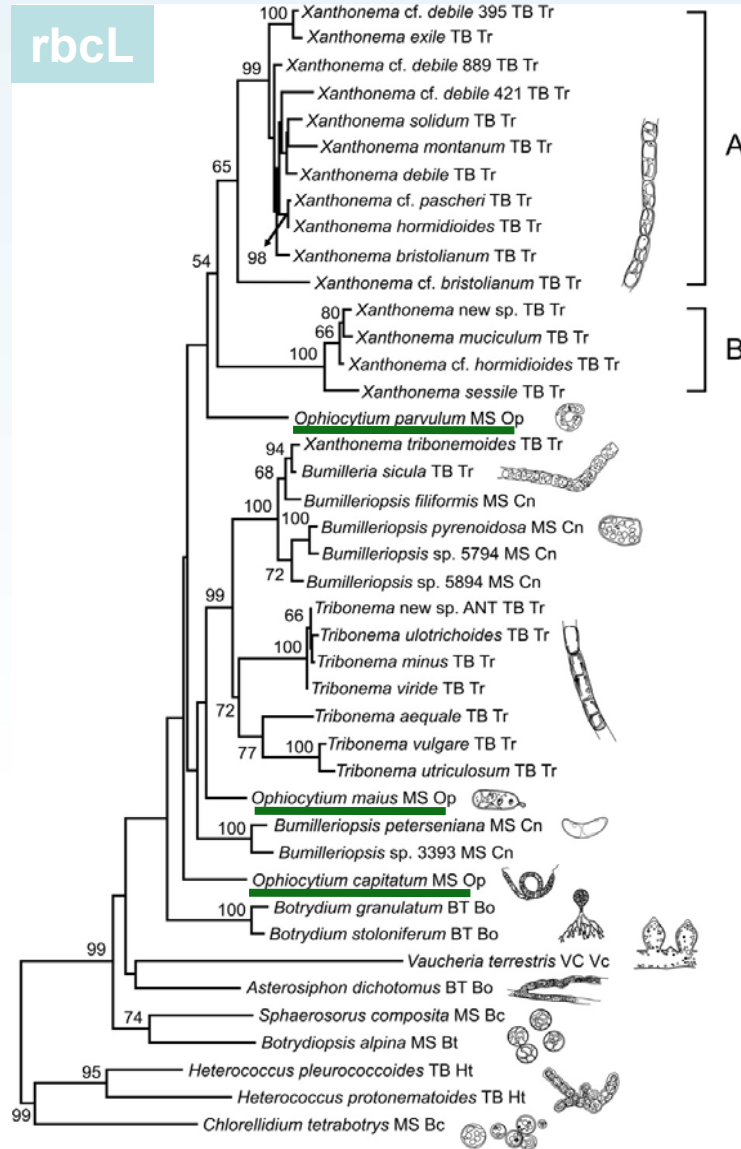 rbcL
100
Xanthonema cf. debile 395 TB Tr
Xanthonema exile TB Tr
99
Xanthonema cf. debile 889 TB Tr
Xanthonema cf. debile 421 TB Tr
Xanthonema solidum TB Tr
Xanthonema montanum TB Tr
A
65
Xanthonema debile TB Tr
Xanthonema cf. pascheri TB Tr
Xanthonema hormidioides TB Tr
98
Xanthonema bristolianum TB Tr
54
Xanthonema cf. bristolianum TB Tr
80
Xanthonema new sp. TB Tr
66
Xanthonema muciculum TB Tr
B
100
Xanthonema cf. hormidioides TB Tr
Xanthonema sessile TB Tr
Ophiocytium parvulum MS Op
94
Xanthonema tribonemoides TB Tr
68
Bumilleria sicula TB Tr
100
Bumilleriopsis filiformis MS Cn
100
Bumilleriopsis pyrenoidosa MS Cn
Bumilleriopsis sp. 5794 MS Cn
72
Bumilleriopsis sp. 5894 MS Cn
99
66
Tribonema new sp. ANT TB Tr
Tribonema ulotrichoides TB Tr
100
Tribonema minus TB Tr
Tribonema viride TB Tr
72
Tribonema aequale TB Tr
77
100
Tribonema vulgare TB Tr
Tribonema utriculosum TB Tr
Ophiocytium maius MS Op
100
Bumilleriopsis peterseniana MS Cn
Bumilleriopsis sp. 3393 MS Cn
Ophiocytium capitatum MS Op
100
Botrydium granulatum BT Bo
Botrydium stoloniferum BT Bo
99
Vaucheria terrestris VC Vc
Asterosiphon dichotomus BT Bo
74
Sphaerosorus composita MS Bc
Botrydiopsis alpina MS Bt
95
Heterococcus pleurococcoides TB Ht
Heterococcus protonematoides TB Ht
99
Chlorellidium tetrabotrys MS Bc